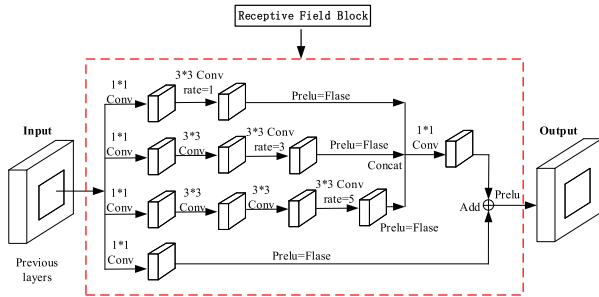 Receptive Field Block
3*3 Conv
rate=1
1*1
Conv
Prelu=Flase
Input
1*1
Conv
3*3
Conv
3*3 Conv
rate=3
Prelu=Flase
Concat
1*1
Conv
Output
1*1
Conv
3*3
Conv
3*3
Conv
3*3 Conv
rate=5
Prelu=Flase
Add
Prelu
Previous
layers
1*1
Conv
Prelu=Flase